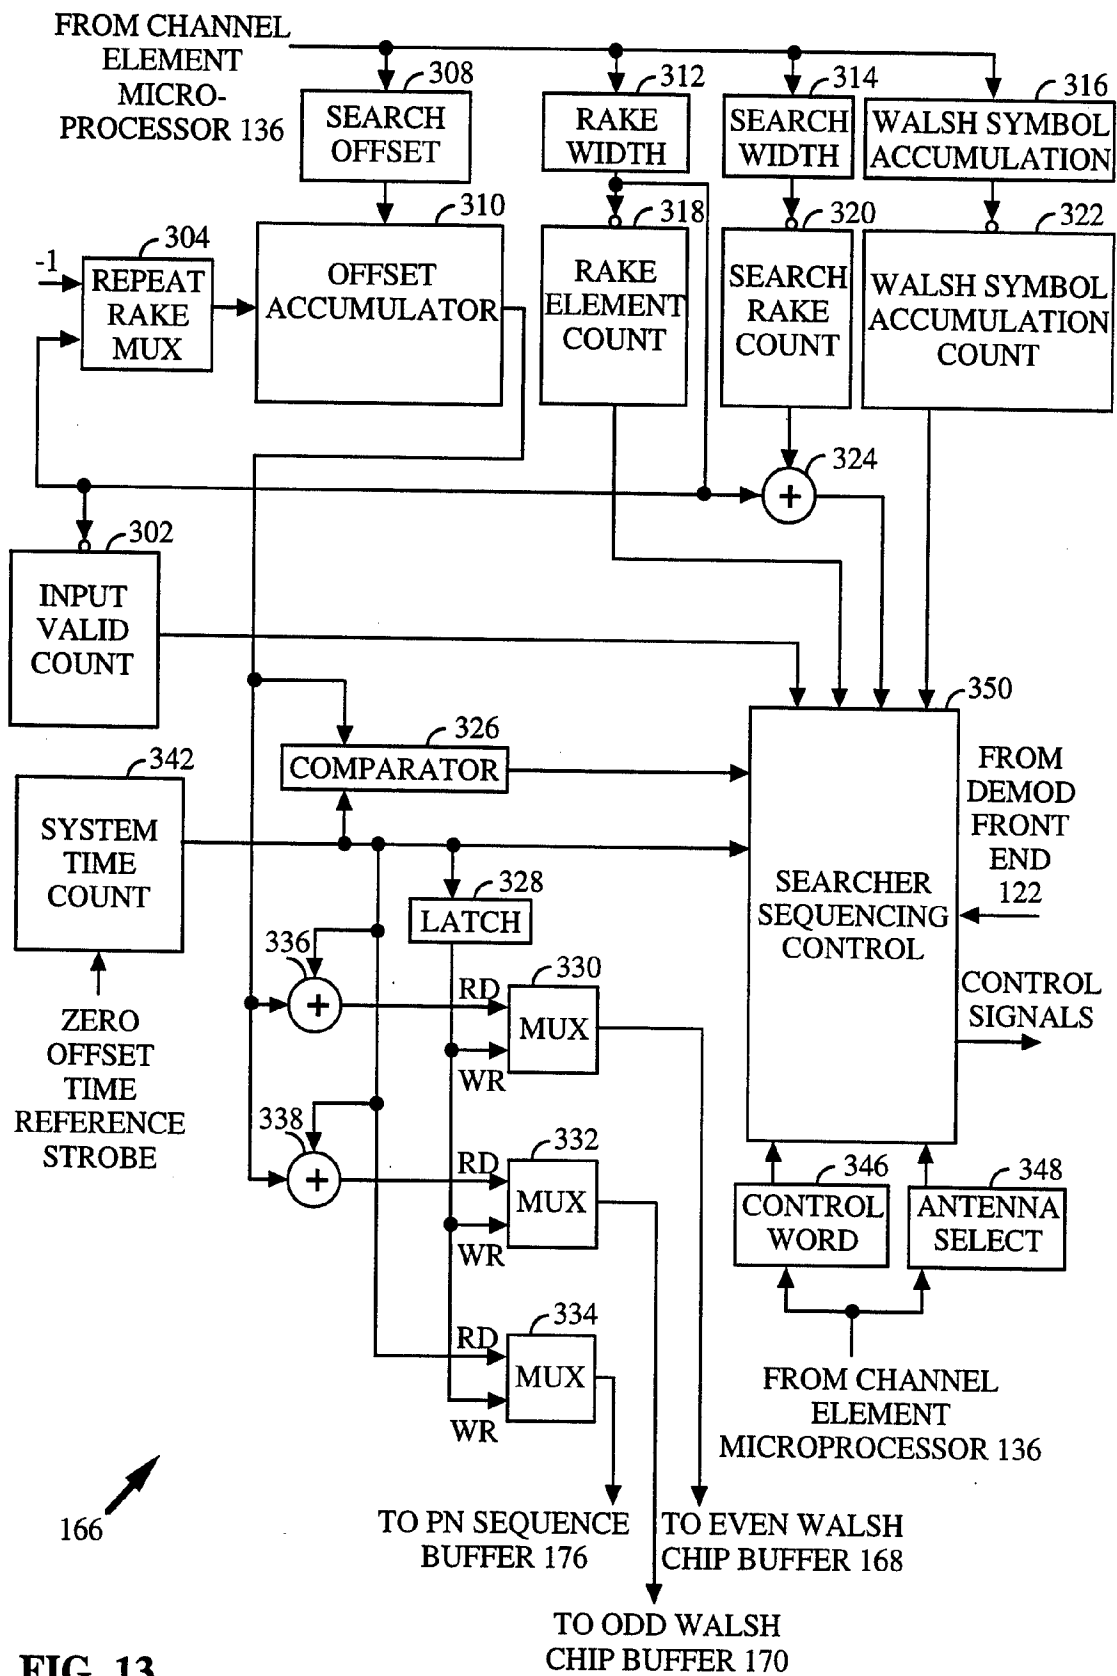 FROM CHANNEL
ELEMENT
MICRO-
PROCESSOR 136
308
SEARCH
OFFSET
312
RAKE
WIDTH
314
SEARCH
WIDTH
316
WALSH SYMBOL
ACCUMULATION
304
-1
REPEAT
RAKE
MUX
310
OFFSET
ACCUMULATOR
318
RAKE
ELEMENT
COUNT
320
SEARCH
RAKE
COUNT
322
WALSH SYMBOL
ACCUMULATION
COUNT
324
+
302
INPUT
VALID
COUNT
342
SYSTEM
TIME
COUNT
ZERO
OFFSET
TIME
REFERENCE
STROBE
326
COMPARATOR
328
LATCH
336
+
338
+
RD
330
MUX
WR
RD
332
MUX
WR
RD
334
MUX
WR
350
SEARCHER
SEQUENCING
CONTROL
FROM
DEMOD
FRONT
END
122
CONTROL
SIGNALS
346
CONTROL
WORD
348
ANTENNA
SELECT
FROM CHANNEL
ELEMENT
MICROPROCESSOR 136
166
TO PN SEQUENCE
BUFFER 176
TO EVEN WALSH
CHIP BUFFER 168
TO ODD WALSH
CHIP BUFFER 170
FIG. 13